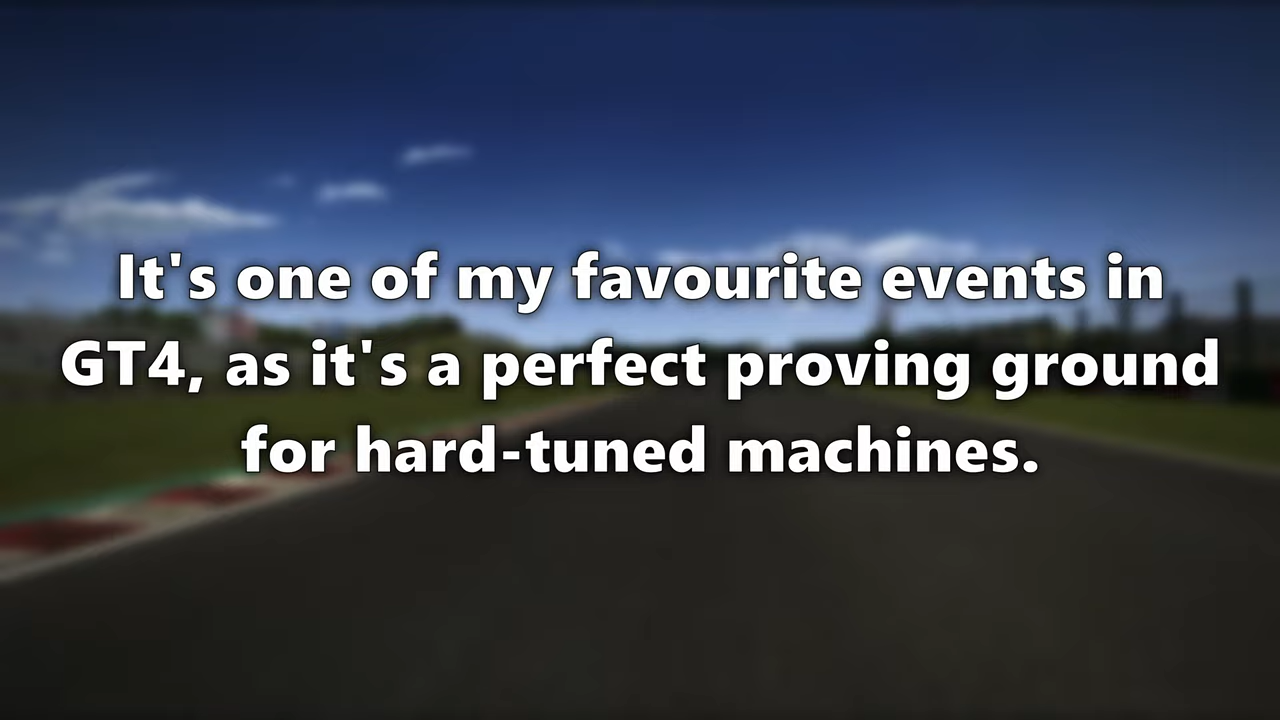 It's one of my favourite events in
GT4, as it's a perfect proving ground
for hard-tuned machines.